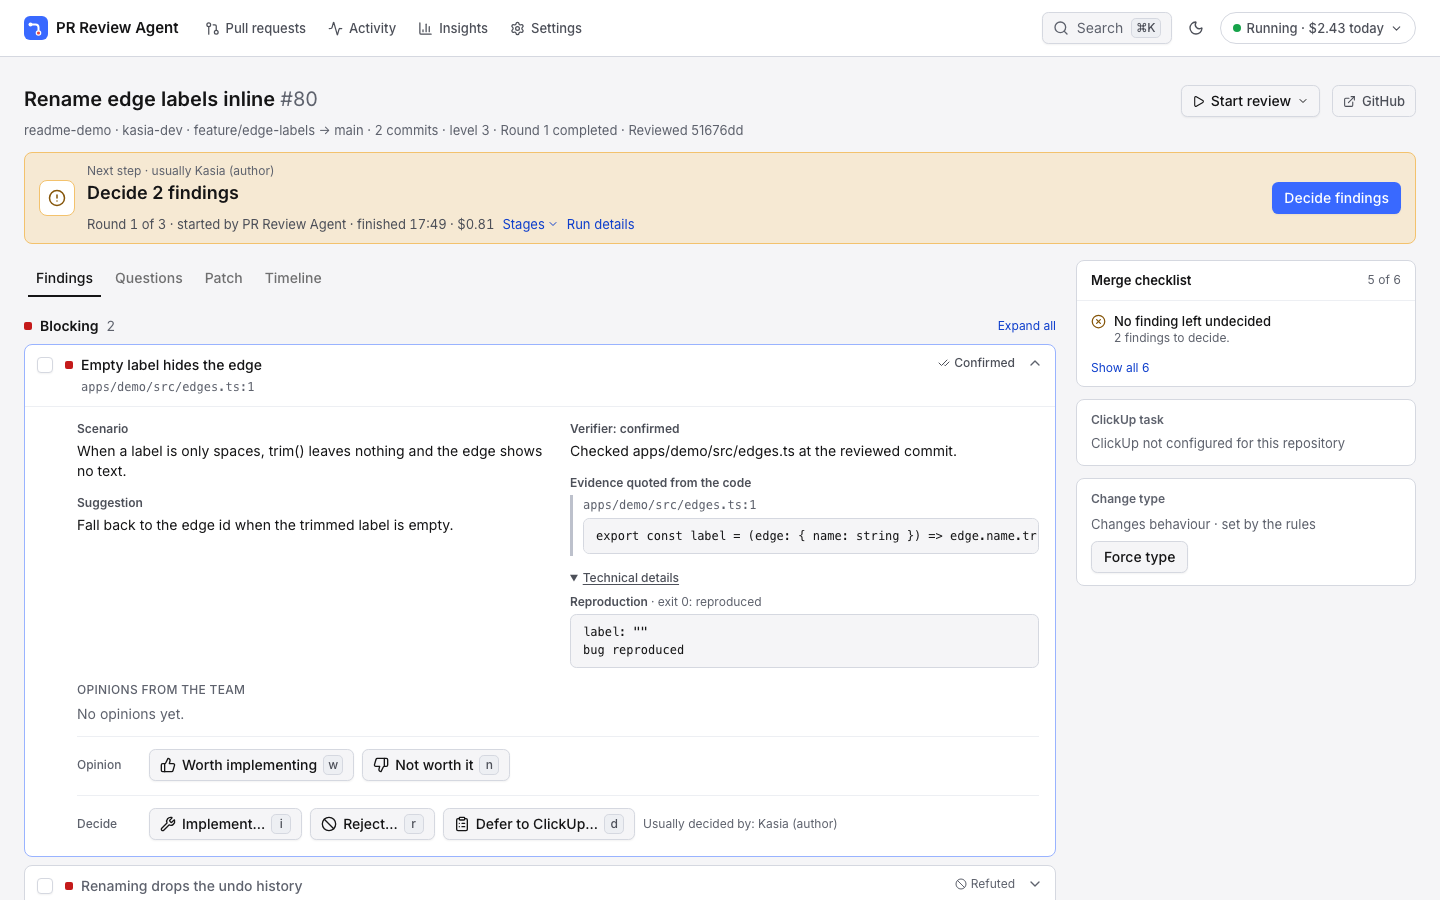 PR Review Agent
Pull requests
Activity
Insights
Settings
Search ⌘K
Running · $2.43 today
Rename edge labels inline #80
Start review
GitHub
readme-demo · kasia-dev · feature/edge-labels → main · 2 commits · level 3 · Round 1 completed · Reviewed 51676dd
Next step · usually Kasia (author)
Decide 2 findings
Round 1 of 3 · started by PR Review Agent · finished 17:49 · $0.81 Stages Run details
Decide findings
Findings
Questions
Patch
Timeline
Blocking 2
Expand all
Empty label hides the edge
apps/demo/src/edges.ts:1
Confirmed
Scenario
When a label is only spaces, trim() leaves nothing and the edge shows
no text.
Suggestion
Fall back to the edge id when the trimmed label is empty.
Verifier: confirmed
Checked apps/demo/src/edges.ts at the reviewed commit.
Evidence quoted from the code
apps/demo/src/edges.ts:1
export const label = (edge: { name: string }) => edge.name.tr
▼ Technical details
Reproduction · exit 0: reproduced
label: ""
bug reproduced
OPINIONS FROM THE TEAM
No opinions yet.
Opinion
Worth implementing w
Not worth it n
Decide
Implement... i
Reject... r
Defer to ClickUp... d
Usually decided by: Kasia (author)
Renaming drops the undo history
Refuted
Merge checklist
5 of 6
No finding left undecided
2 findings to decide.
Show all 6
ClickUp task
ClickUp not configured for this repository
Change type
Changes behaviour · set by the rules
Force type